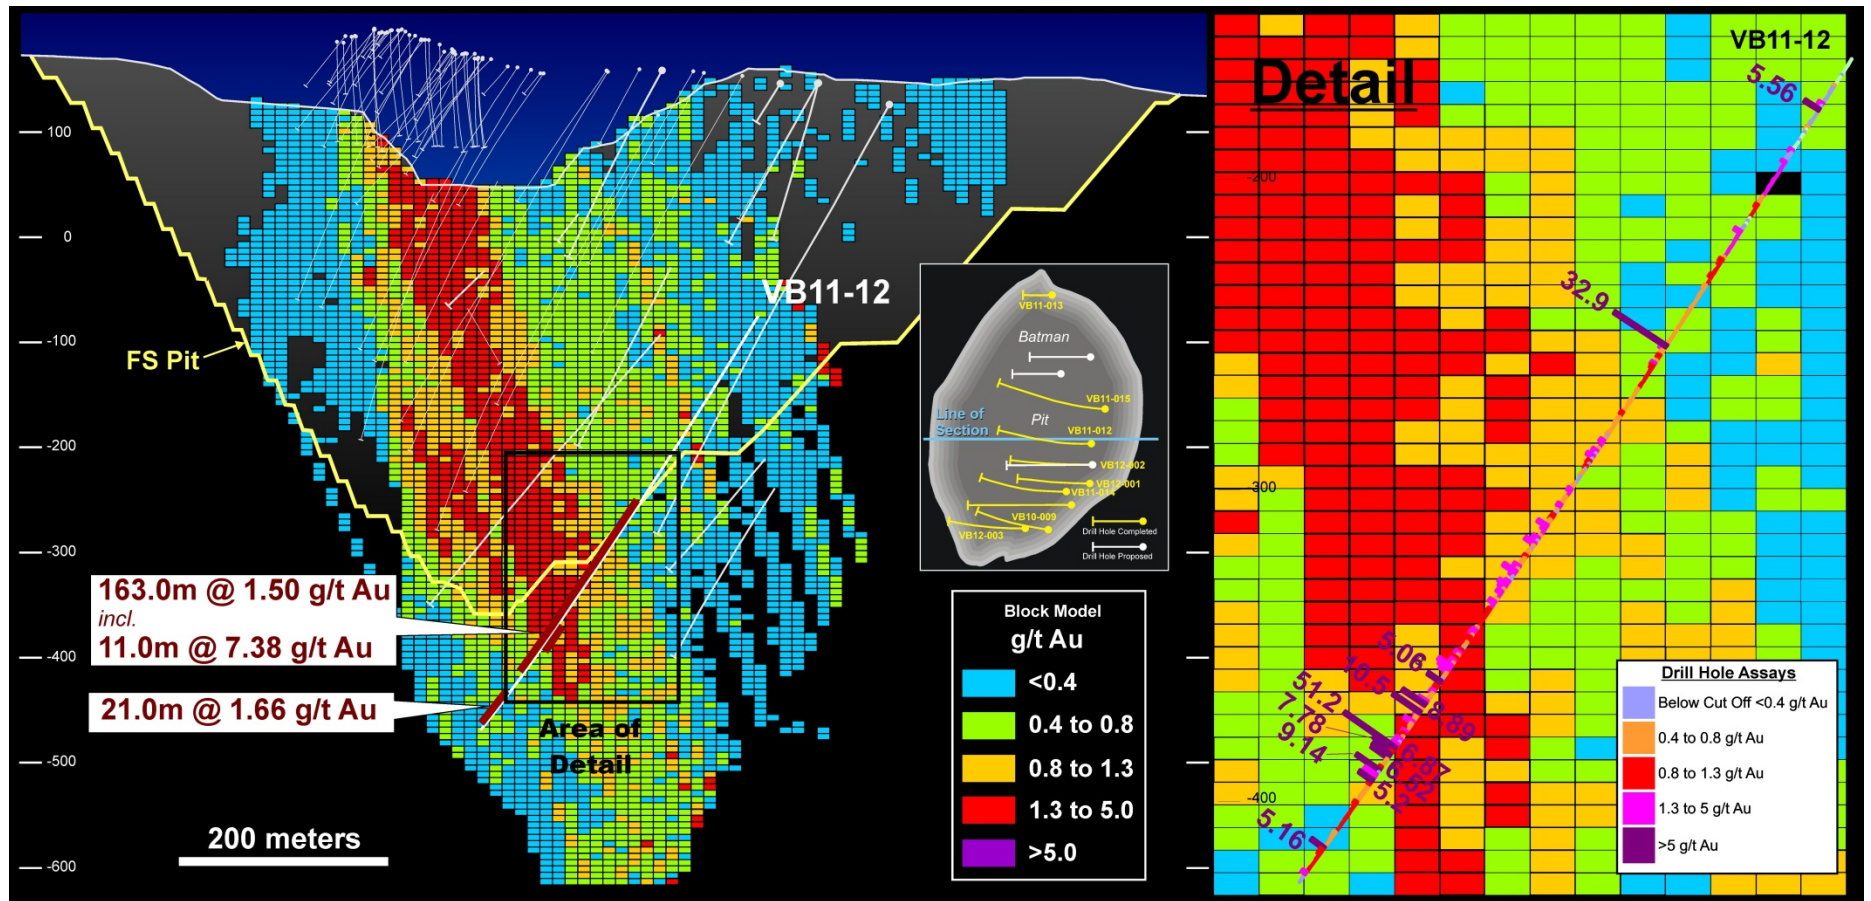 100
0
-100
-200
-300
-400
-500
-600
FS Pit
VB11-12
163.0m @ 1.50 g/t Au
incl.
11.0m @ 7.38 g/t Au
21.0m @ 1.66 g/t Au
Area of
Detail
200 meters
VB11-013
Batman
VB11-015
Pit
Line of
Section
VB11-012
VB12-002
VB12-001
VB11-014
VB10-009
VB12-003
Drill Hole Completed
Drill Hole Proposed
Block Model
g/t Au
<0.4
0.4 to 0.8
0.8 to 1.3
1.3 to 5.0
>5.0
Detail
VB11-12
5.56
-200
32.9
-300
5.06
10.5
8.89
51.2
7.78
9.14
5.2
-400
5.16
Drill Hole Assays
Below Cut Off <0.4 g/t Au
0.4 to 0.8 g/t Au
0.8 to 1.3 g/t Au
1.3 to 5 g/t Au
>5 g/t Au